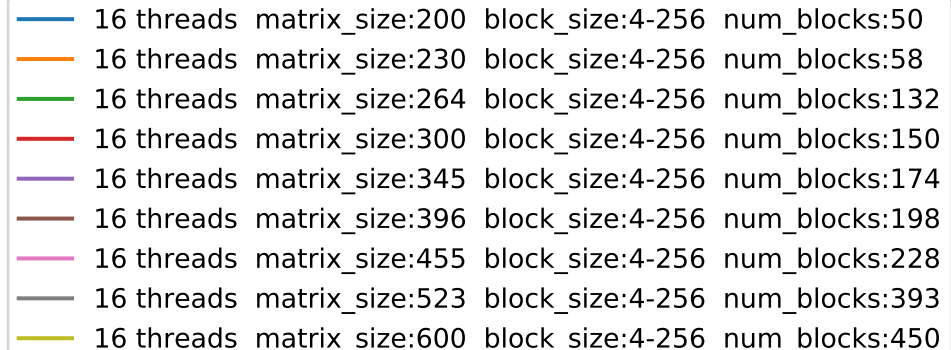 16 threads matrix_size:200 block_size:4-256 num_blocks:50
16 threads matrix_size:230 block_size:4-256 num_blocks:58
16 threads matrix_size:264 block_size:4-256 num_blocks:132
16 threads matrix_size:300 block_size:4-256 num_blocks:150
16 threads matrix_size:345 block_size:4-256 num_blocks:174
16 threads matrix_size:396 block_size:4-256 num_blocks:198
16 threads matrix_size:455 block_size:4-256 num_blocks:228
16 threads matrix_size:523 block_size:4-256 num_blocks:393
16 threads matrix_size:600 block_size:4-256 num_blocks:450